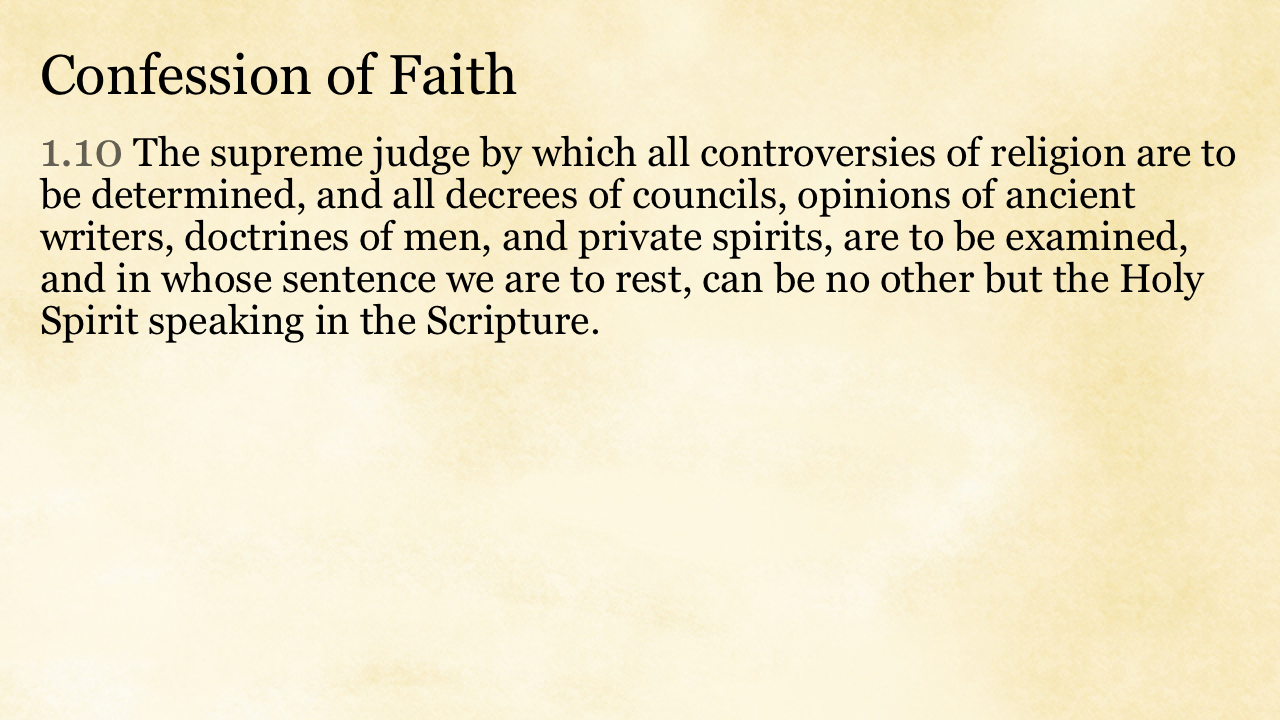 Confession of Faith
1.10 The supreme judge by which all controversies of religion are to
be determined, and all decrees of councils, opinions of ancient
writers, doctrines of men, and private spirits, are to be examined,
and in whose sentence we are to rest, can be no other but the Holy
Spirit speaking in the Scripture.